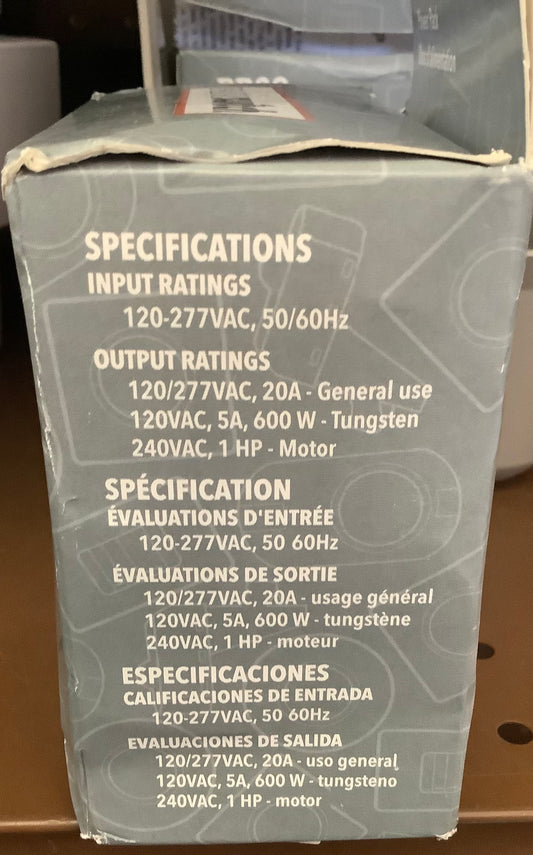 Power Pack
SPECIFICATIONS
INPUT RATINGS
120-277VAC, 50/60Hz
OUTPUT RATINGS
120/277VAC, 20A - General use
120VAC, 5A, 600 W - Tungsten
240VAC, 1 HP - Motor
SPÉCIFICATION
ÉVALUATIONS D'ENTRÉE
120-277VAC, 50 60Hz
ÉVALUATIONS DE SORTIE
120/277VAC, 20A - usage général
120VAC, 5A, 600 W - tungstène
240VAC, 1 HP - moteur
ESPECIFICACIONES
CALIFICACIONES DE ENTRADA
120-277VAC, 50 60Hz
EVALUACIONES DE SALIDA
120/277VAC, 20A - uso general
120VAC, 5A, 600 W - tungsteno
240VAC, 1 HP - motor